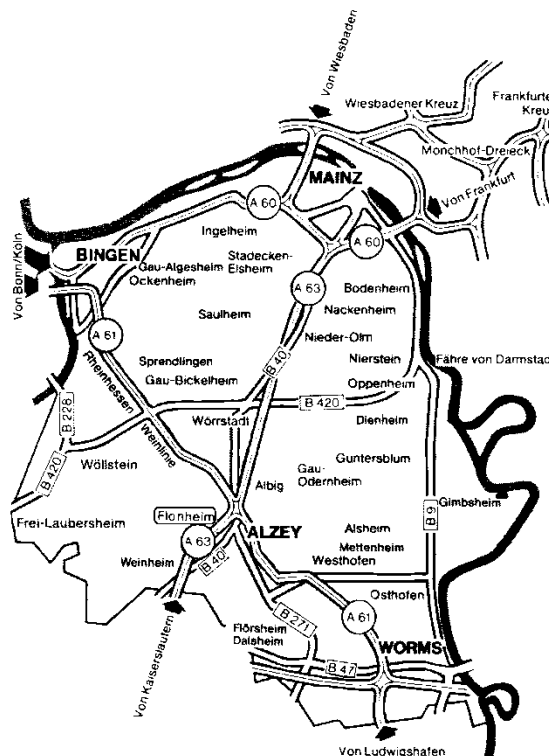 Von Wiesbaden
Wiesbadener Kreuz
Frankfurte
Kreu
Mönchhof-Dreieck
MAINZ
Von Frankfurt
A 60
Ingelheim
A 60
BINGEN
Stadecken-
Elsheim
Gau-Algesheim
Ockenheim
Von Bonn/Köln
A 63
Bodenheim
Nackenheim
Saulheim
A 61
Nieder-Olm
Nierstein
Fähre von Darmstad
Rheinhessen
Weinlinie
Sprendlingen
Gau-Bickelheim
B 40
Oppenheim
B 228
B 420
Wörrstadt
Dienheim
B 420
Wöllstein
Guntersblum
Gau-
Odernheim
Albig
Gimbsheim
Frei-Laubersheim
Flonheim
B 9
ALZEY
Alsheim
A 63
Mettenheim
Westhofen
Weinheim
B 40
Osthofen
A 61
B 271
Flörsheim
Dalsheim
WORMS
B 47
Von Kaiserslautern
Von Ludwigshafen